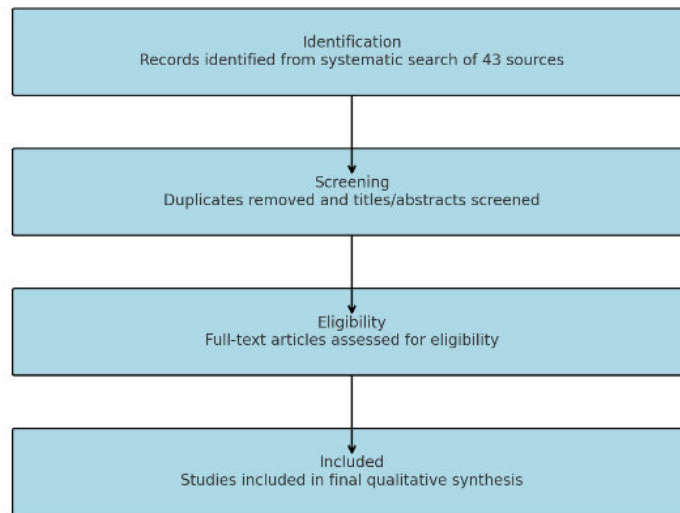 Identification
Records identified from systematic search of 43 sources
Screening
Duplicates removed and titles/abstracts screened
Eligibility
Full-text articles assessed for eligibility
Included
Studies included in final qualitative synthesis